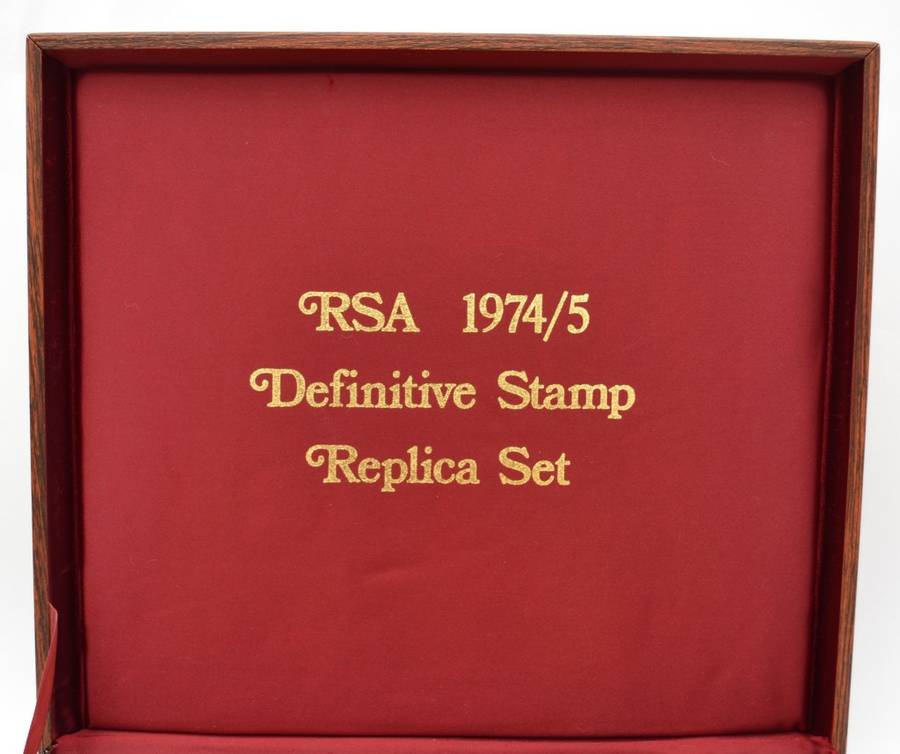 RSA 1974/5
Definitive Stamp
Replica Set